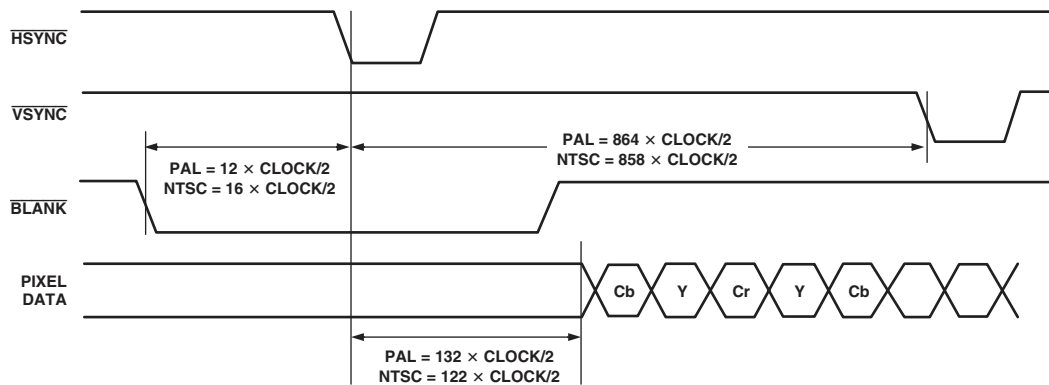 HSYNC
VSYNC
PAL = 864 × CLOCK/2
NTSC = 858 × CLOCK/2
PAL = 12 × CLOCK/2
NTSC = 16 × CLOCK/2
BLANK
PIXEL
DATA
Cb Y Cr Y Cb
PAL = 132 × CLOCK/2
NTSC = 122 × CLOCK/2